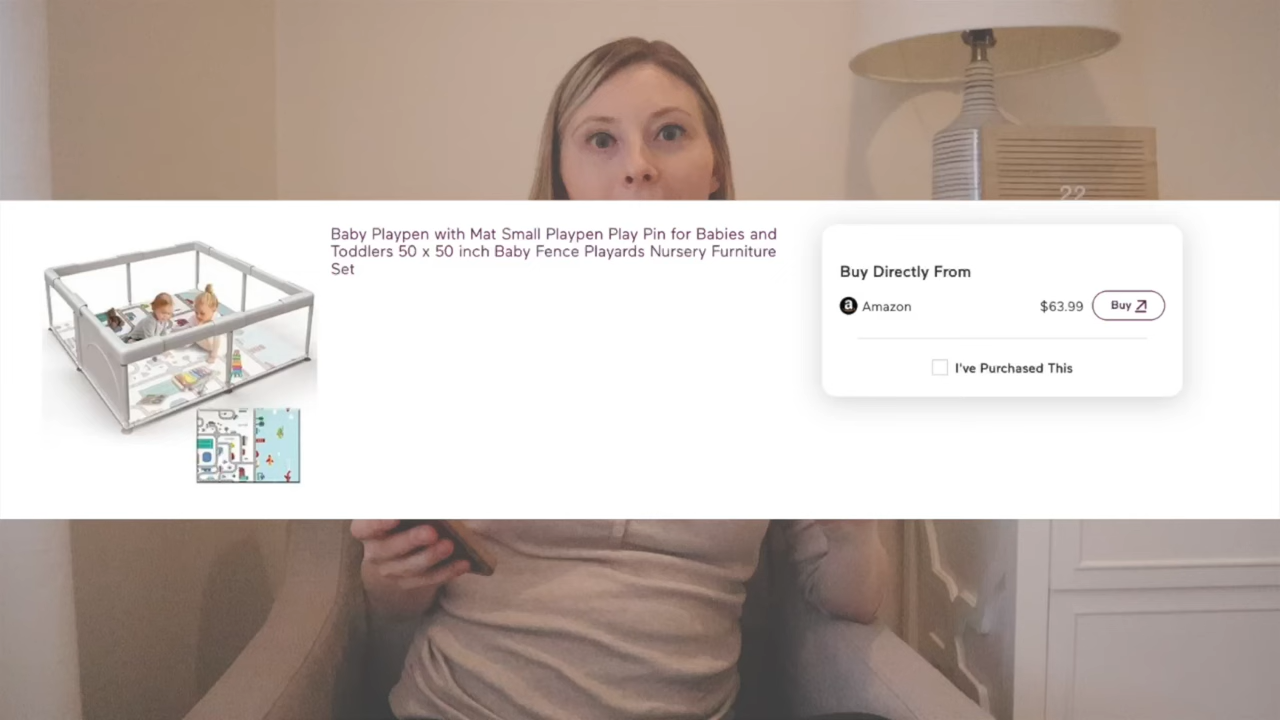 22
Baby Playpen with Mat Small Playpen Play Pin for Babies and
Toddlers 50 x 50 inch Baby Fence Playards Nursery Furniture
Set
Buy Directly From
a Amazon $63.99 Buy
I've Purchased This